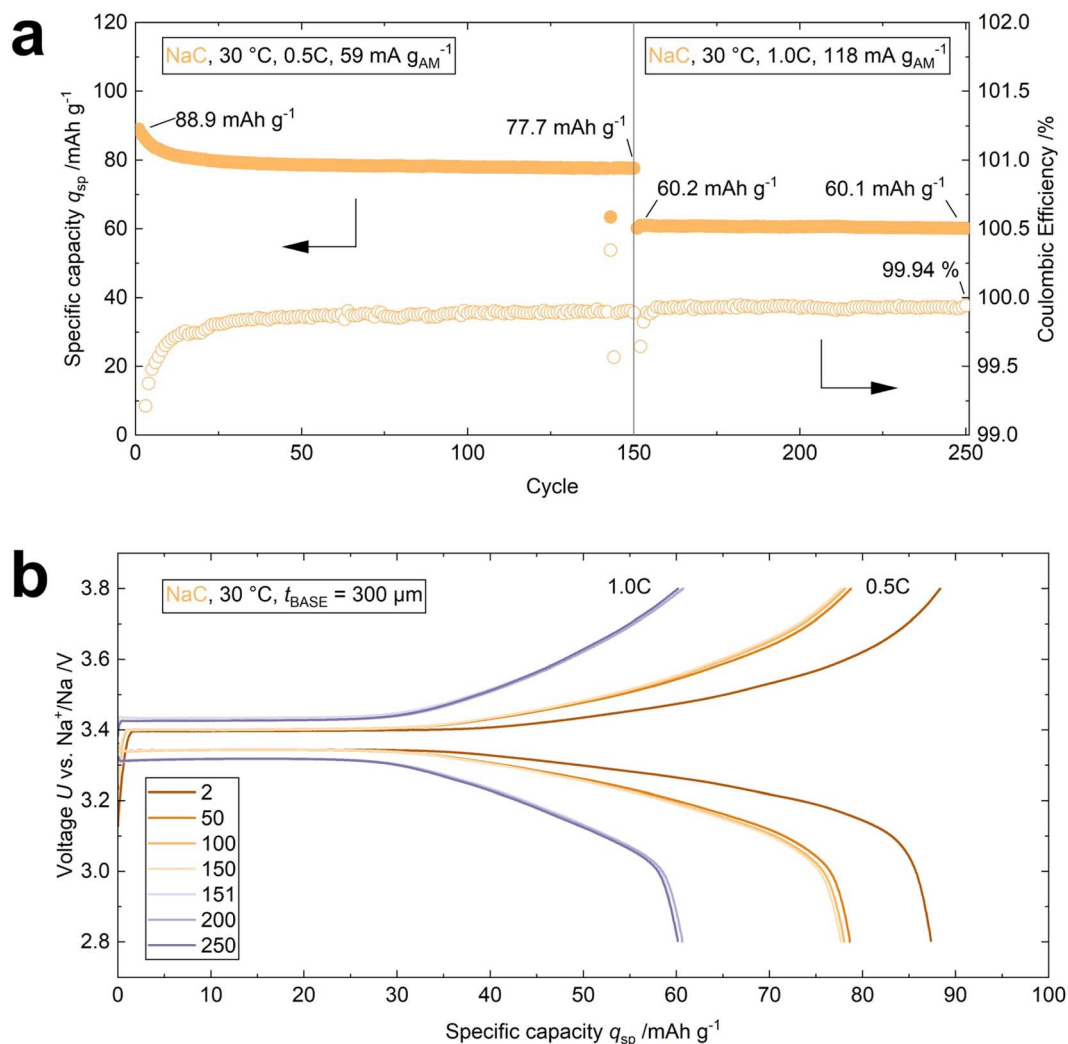 a
NaC, 30 °C, 0.5C, 59 mA g_AM⁻¹
NaC, 30 °C, 1.0C, 118 mA g_AM⁻¹
88.9 mAh g⁻¹
77.7 mAh g⁻¹
60.2 mAh g⁻¹
60.1 mAh g⁻¹
99.94 %
Specific capacity q_sp /mAh g⁻¹
120
100
80
60
40
20
0
Coulombic Efficiency /%
102.0
101.5
101.0
100.5
100.0
99.5
99.0
0 50 100 150 200 250
Cycle
b
NaC, 30 °C, t_BASE = 300 µm
1.0C
0.5C
Voltage U vs. Na⁺/Na /V
3.8
3.6
3.4
3.2
3.0
2.8
2
50
100
150
151
200
250
0 10 20 30 40 50 60 70 80 90 100
Specific capacity q_sp /mAh g⁻¹